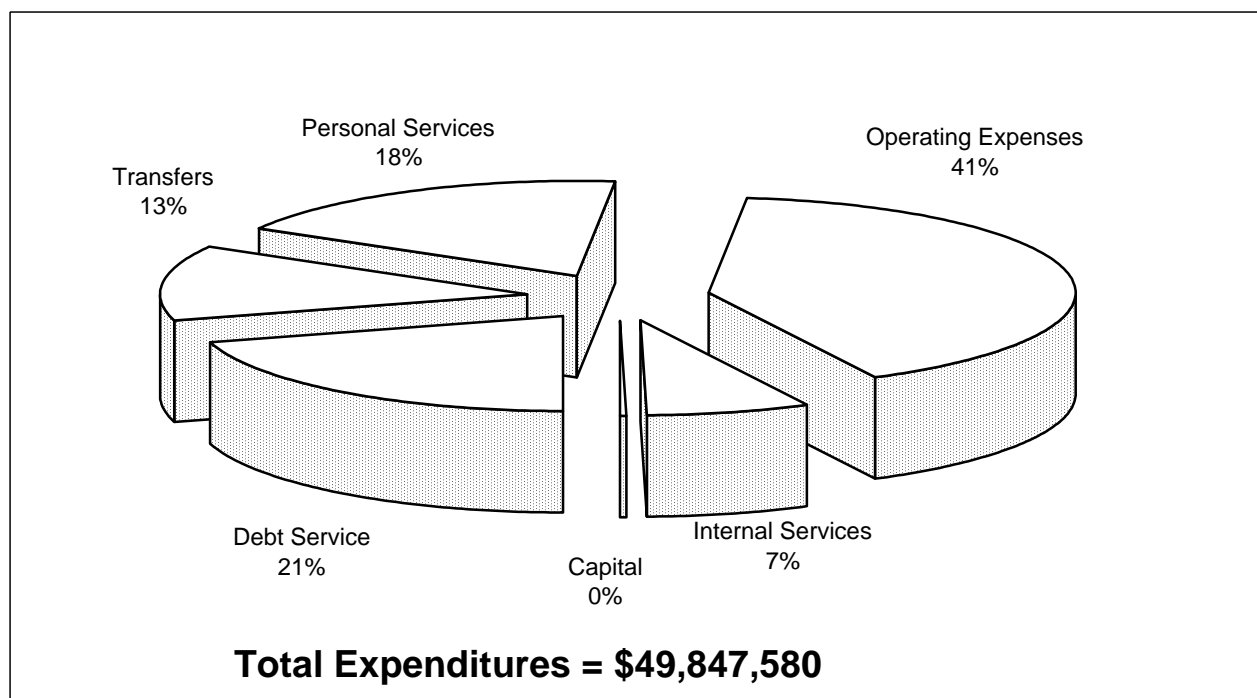 Personal Services
18%
Operating Expenses
41%
Transfers
13%
Debt Service
21%
Capital
0%
Internal Services
7%
Total Expenditures = $49,847,580